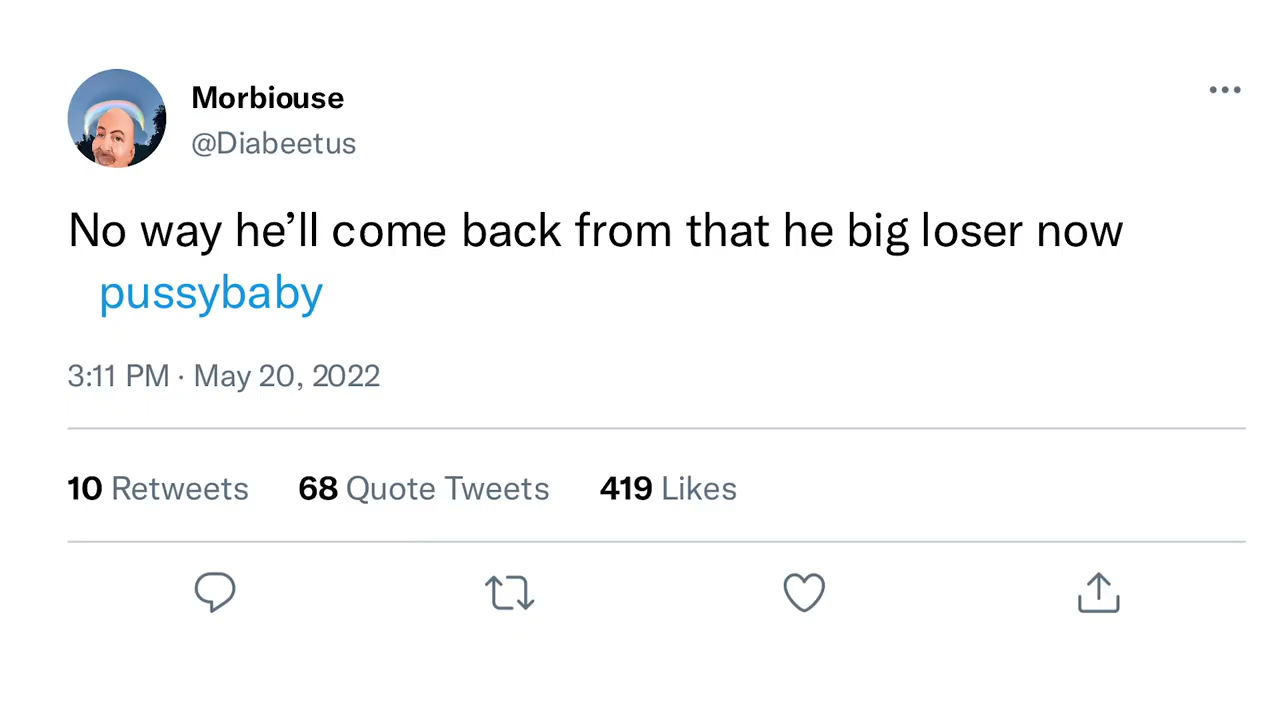 Morbiouse
@Diabeetus
No way he’ll come back from that he big loser now
pussybaby
3:11 PM · May 20, 2022
10 Retweets 68 Quote Tweets 419 Likes